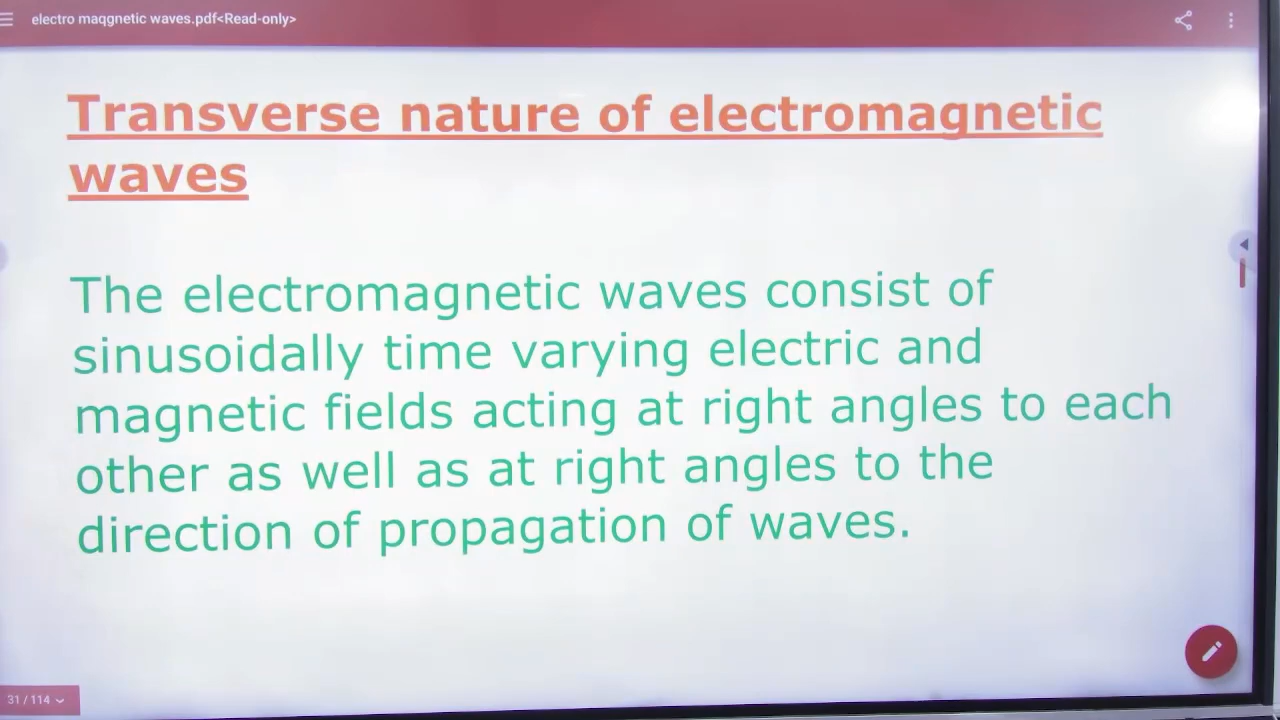 electro maqgnetic waves.pdf<Read-only>
Transverse nature of electromagnetic
waves
The electromagnetic waves consist of
sinusoidally time varying electric and
magnetic fields acting at right angles to each
other as well as at right angles to the
direction of propagation of waves.
31 / 114